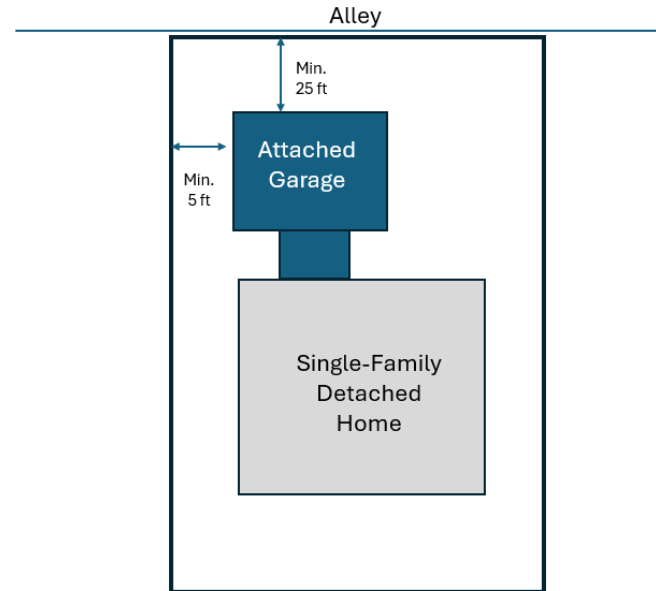 Alley
Min.
25 ft
Attached
Garage
Min.
5 ft
Single-Family
Detached
Home